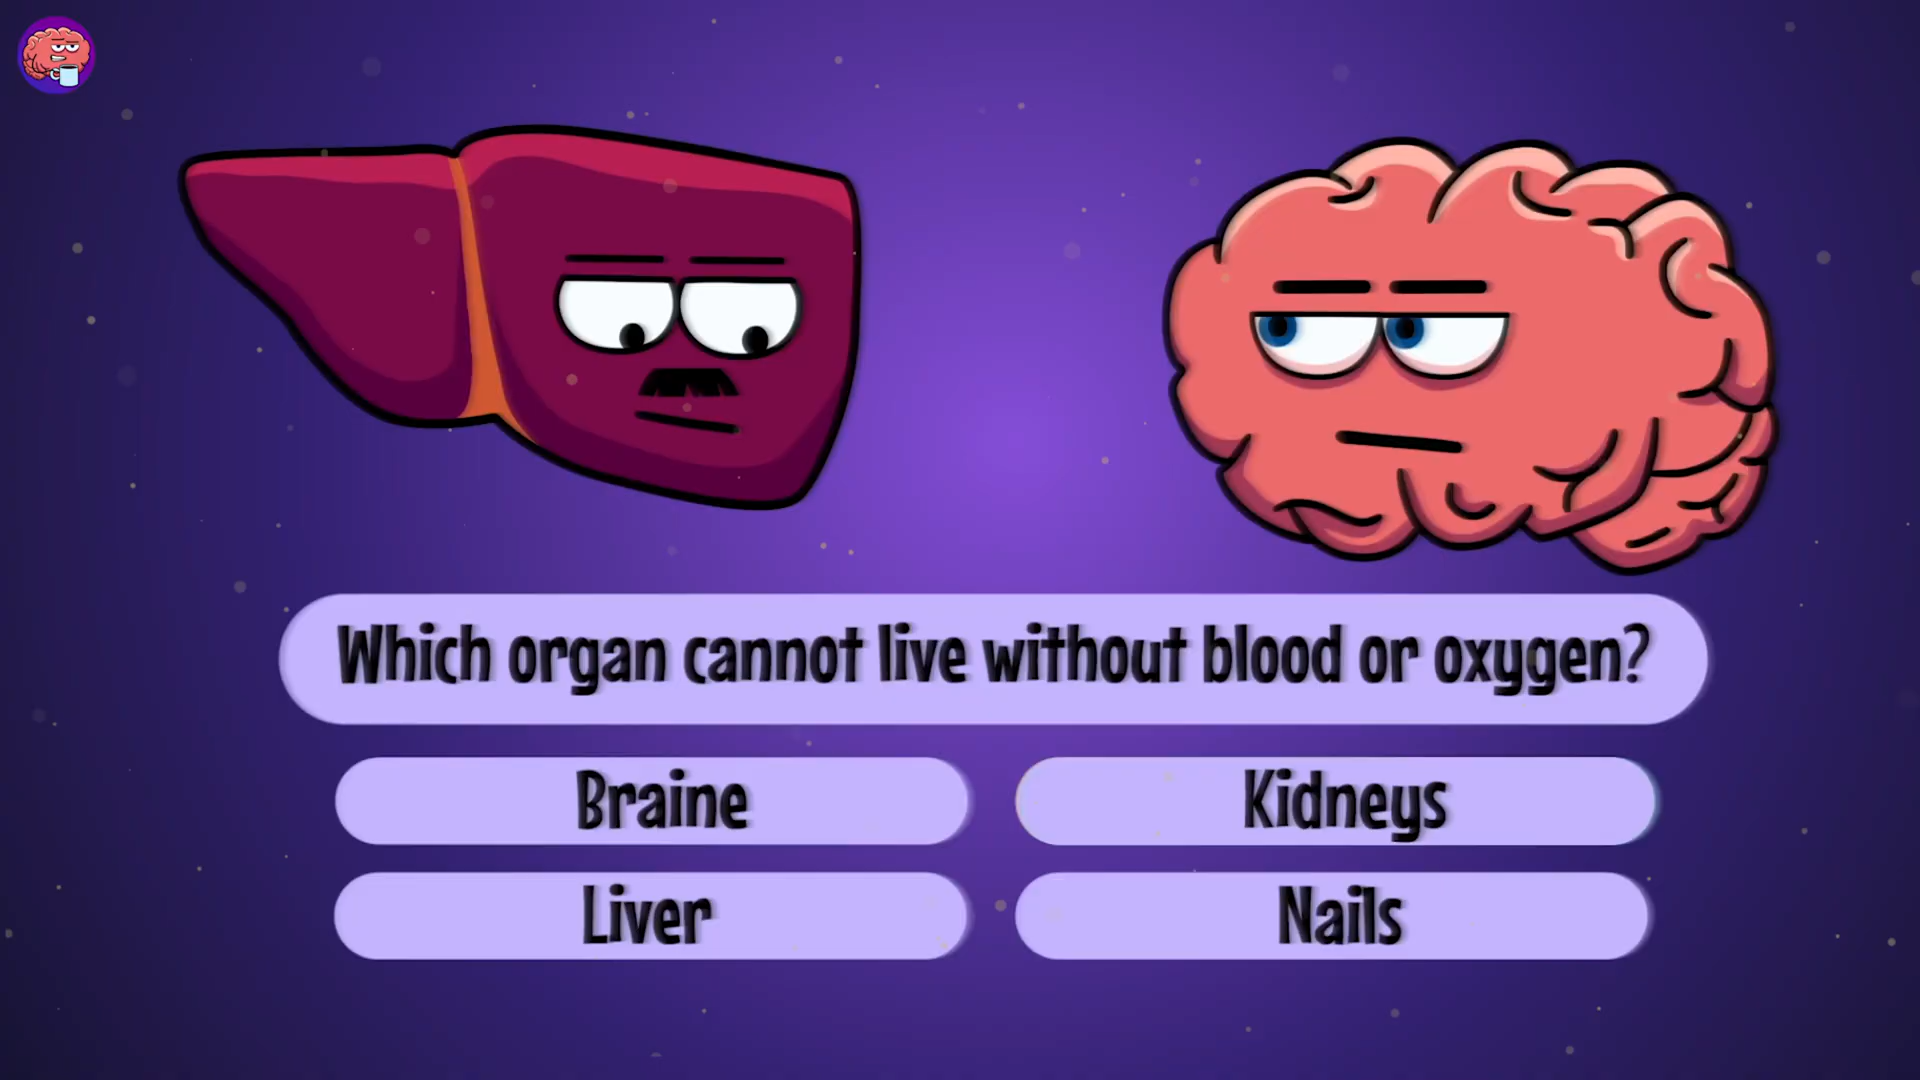 Which organ cannot live without blood or oxygen?
Braine
Kidneys
Liver
Nails